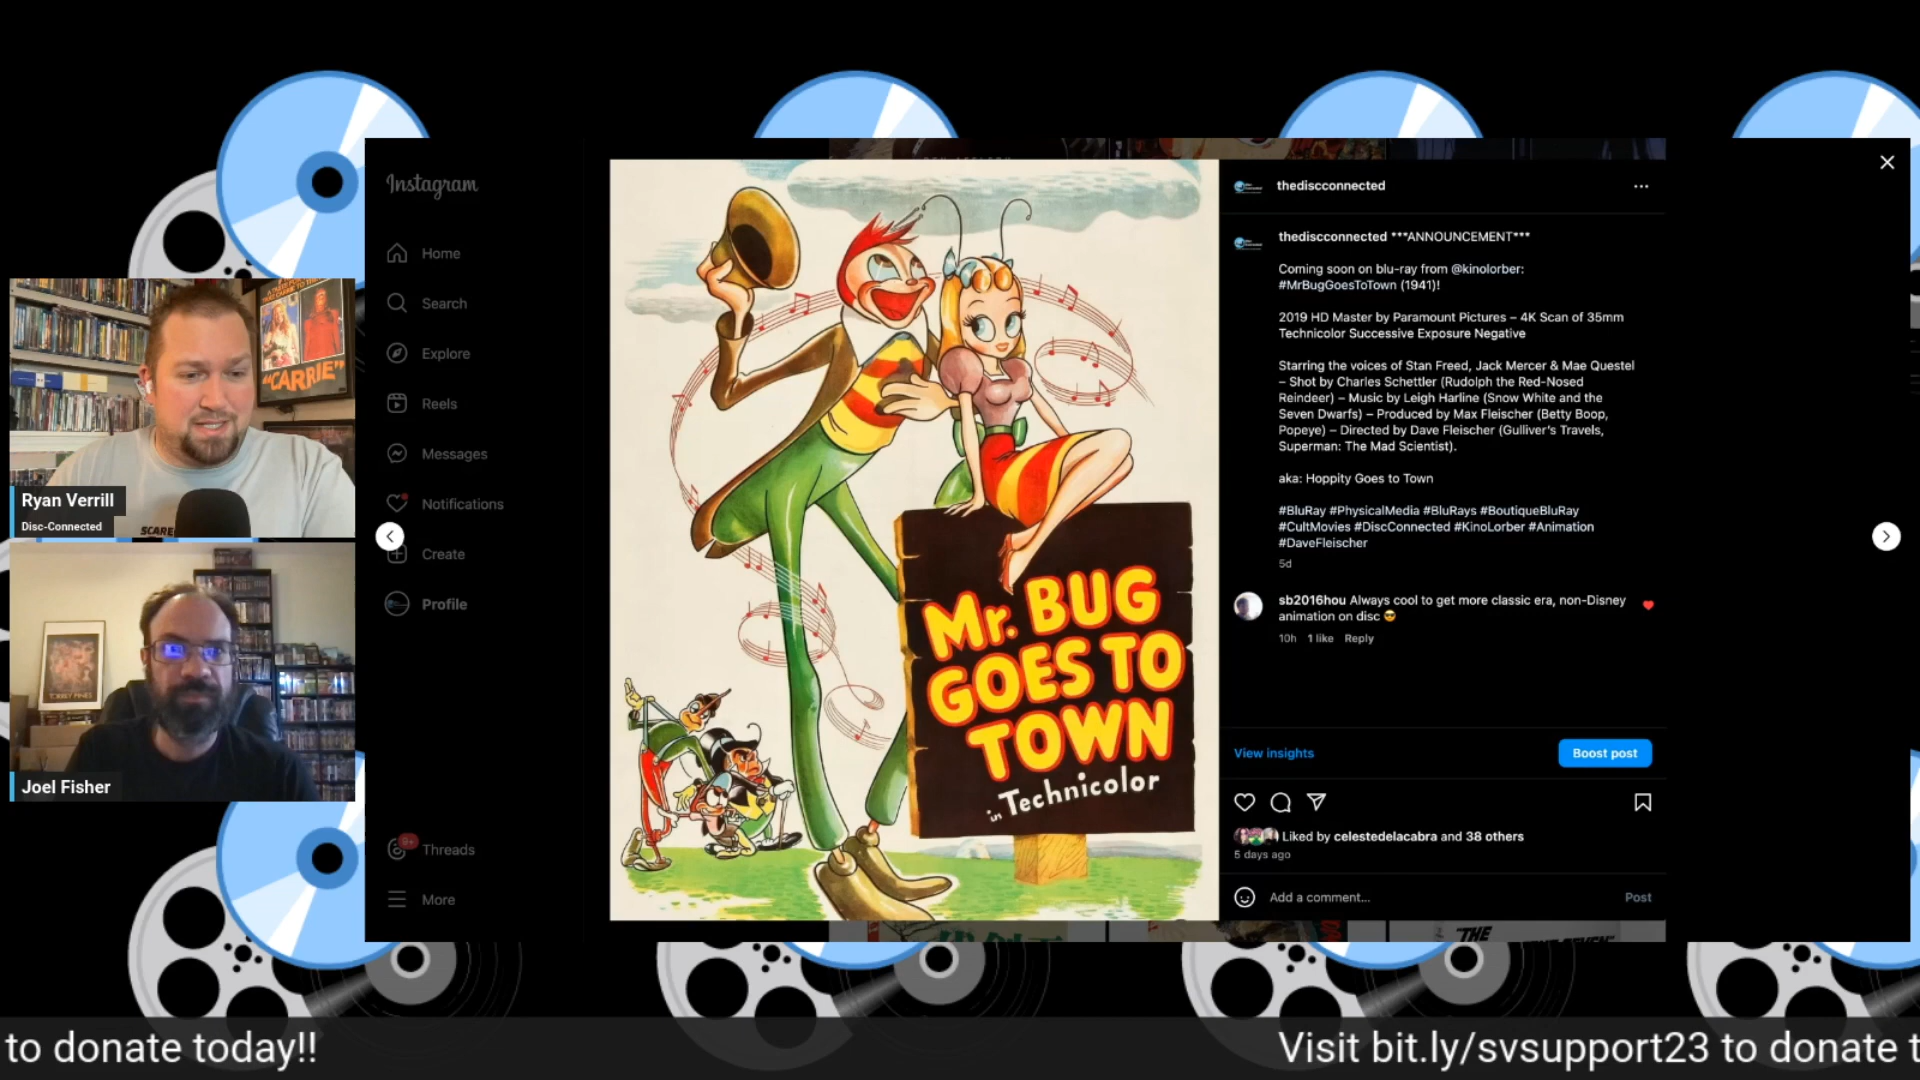 Instagram
Home
Search
Explore
Reels
Messages
Notifications
Create
Profile
9+
Threads
More
"CARRIE"
SCARE
Ryan Verrill
Disc-Connected
Joel Fisher
Mr. BUG
GOES TO
TOWN
in Technicolor
thediscconnected
thediscconnected ***ANNOUNCEMENT***
Coming soon on blu-ray from @kinolorber:
#MrBugGoesToTown (1941)!
2019 HD Master by Paramount Pictures – 4K Scan of 35mm
Technicolor Successive Exposure Negative
Starring the voices of Stan Freed, Jack Mercer & Mae Questel
– Shot by Charles Schettler (Rudolph the Red-Nosed
Reindeer) – Music by Leigh Harline (Snow White and the
Seven Dwarfs) – Produced by Max Fleischer (Betty Boop,
Popeye) – Directed by Dave Fleischer (Gulliver's Travels,
Superman: The Mad Scientist).
aka: Hoppity Goes to Town
#BluRay #PhysicalMedia #BluRays #BoutiqueBluRay
#CultMovies #DiscConnected #KinoLorber #Animation
#DaveFleischer
5d
sb2016hou Always cool to get more classic era, non-Disney
animation on disc 😎
10h 1 like Reply
View insights
Boost post
Liked by celestedelacabra and 38 others
5 days ago
Add a comment...
Post
THE
to donate today!!
Visit bit.ly/svsupport23 to donate t